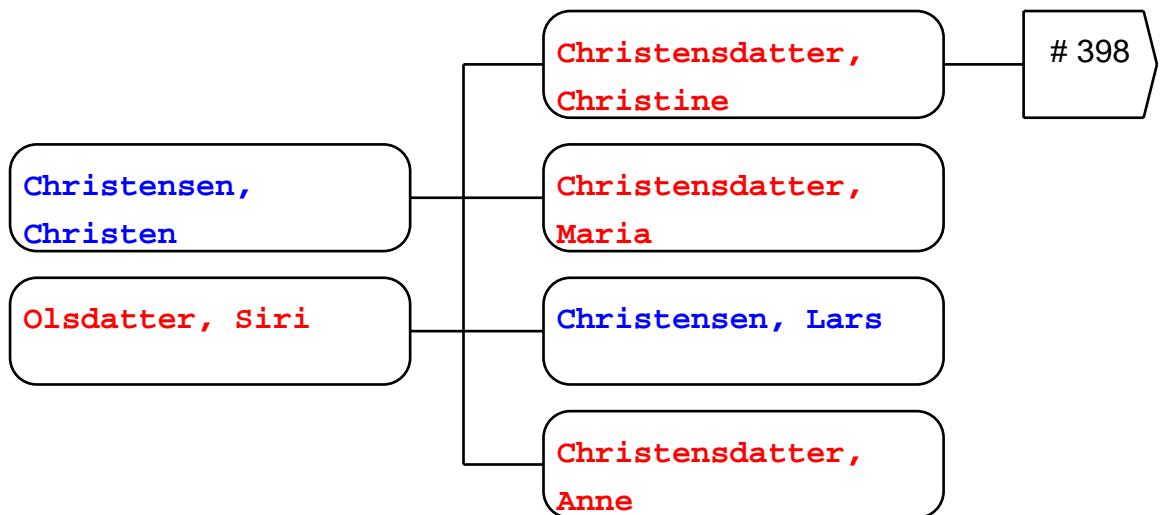 Christensdatter,
Christine
# 398
Christensen,
Christen
Christensdatter,
Maria
Olsdatter, Siri
Christensen, Lars
Christensdatter,
Anne